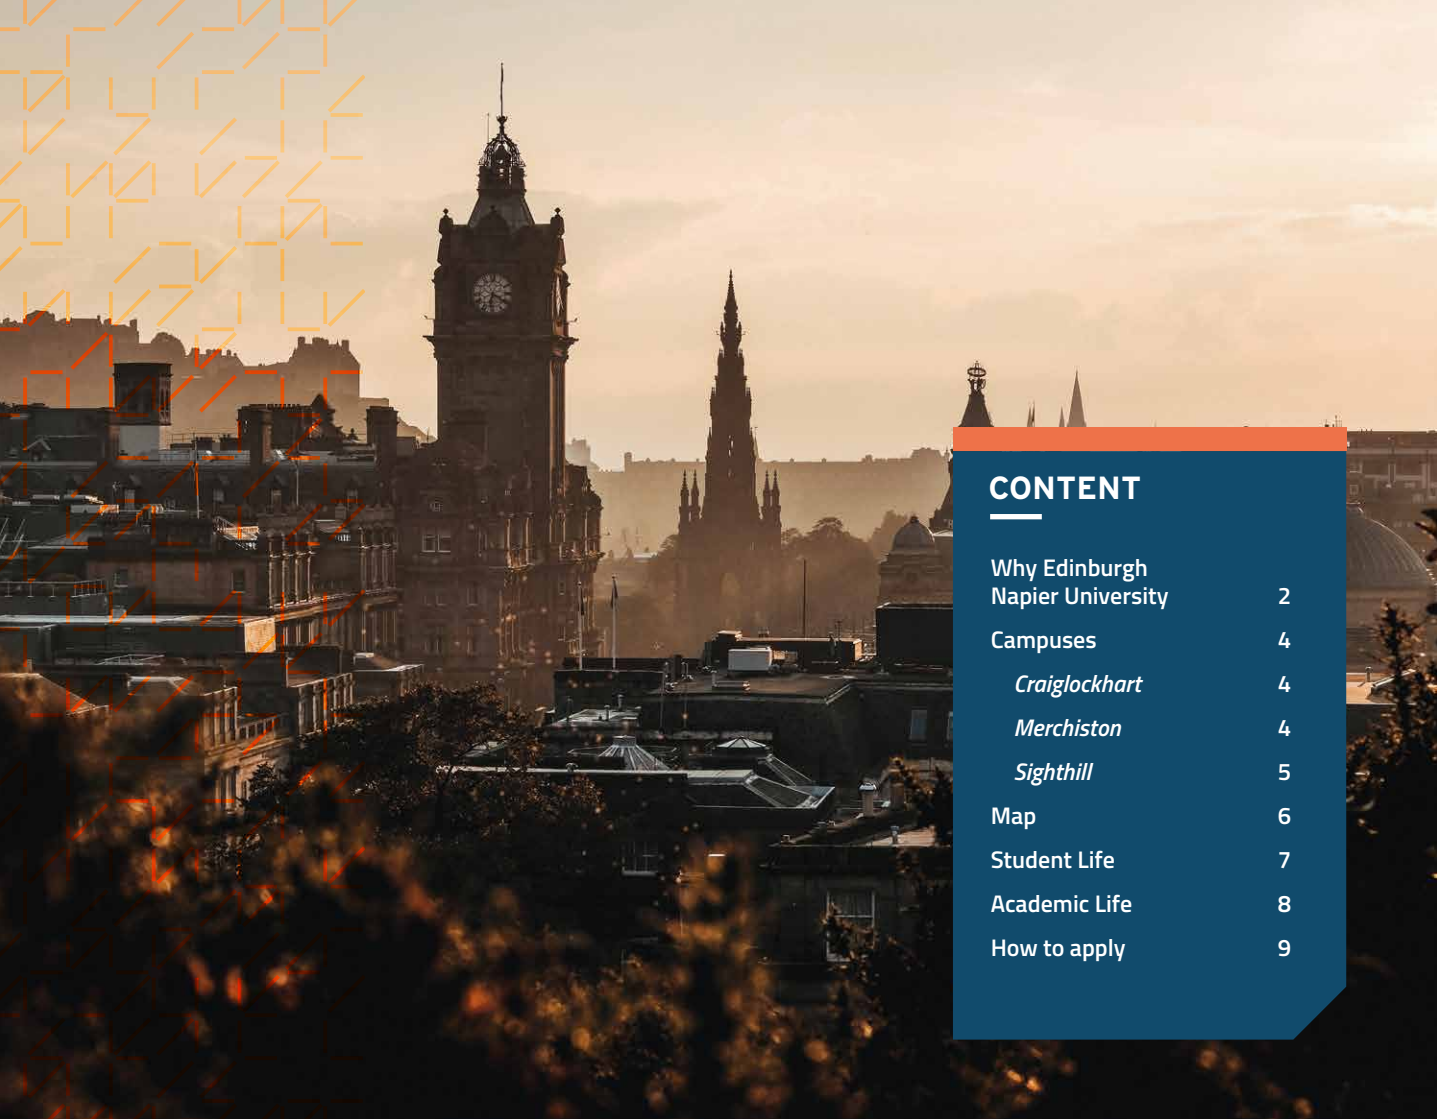 CONTENT
Why Edinburgh
Napier University 2
Campuses 4
Craiglockhart 4
Merchiston 4
Sighthill 5
Map 6
Student Life 7
Academic Life 8
How to apply 9